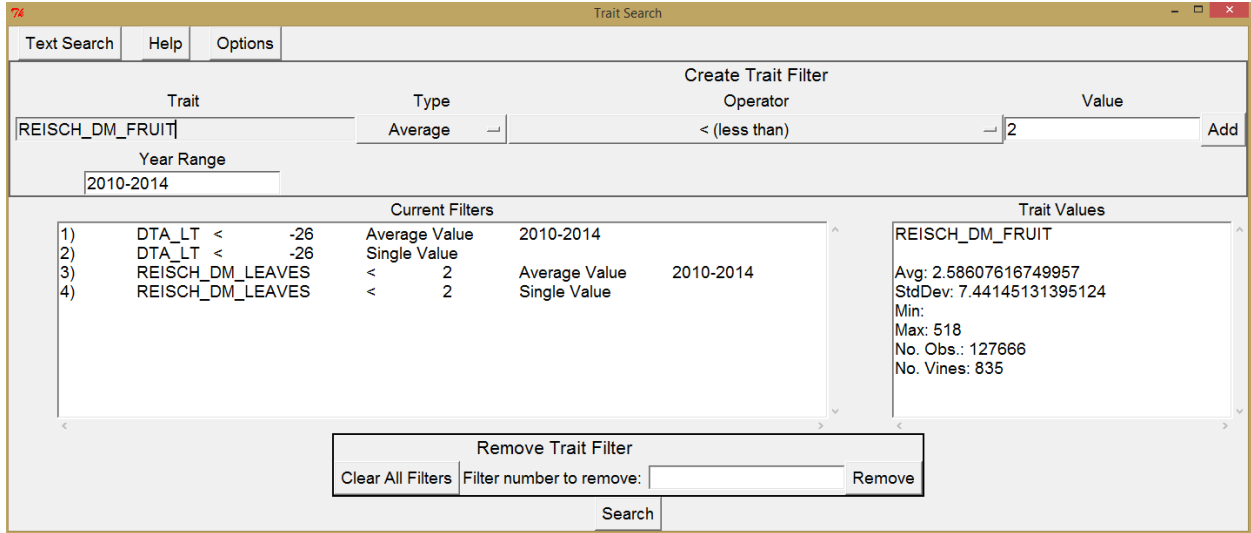 Trait Search
Text Search Help Options
Create Trait Filter
Trait Type Operator Value
REISCH_DM_FRUIT Average < (less than) 2 Add
Year Range
2010-2014
Current Filters
1) DTA_LT < -26 Average Value 2010-2014
2) DTA_LT < -26 Single Value
3) REISCH_DM_LEAVES < 2 Average Value 2010-2014
4) REISCH_DM_LEAVES < 2 Single Value
Trait Values
REISCH_DM_FRUIT
Avg: 2.58607616749957
StdDev: 7.44145131395124
Min:
Max: 518
No. Obs.: 127666
No. Vines: 835
Remove Trait Filter
Clear All Filters Filter number to remove: Remove
Search